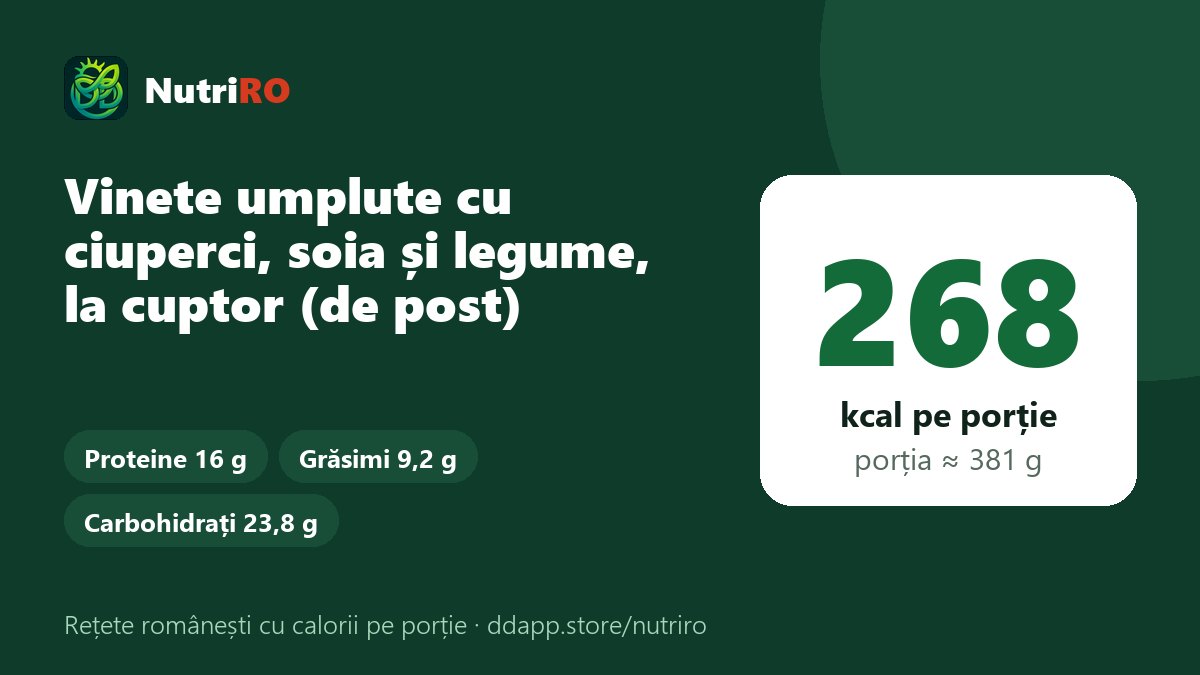 NutriRO
Vinete umplute cu
ciuperci, soia și legume,
la cuptor (de post)
Proteine 16 g
Grăsimi 9,2 g
Carbohidrați 23,8 g
268
kcal pe porție
porția ≈ 381 g
Rețete românești cu calorii pe porție · ddapp.store/nutriro